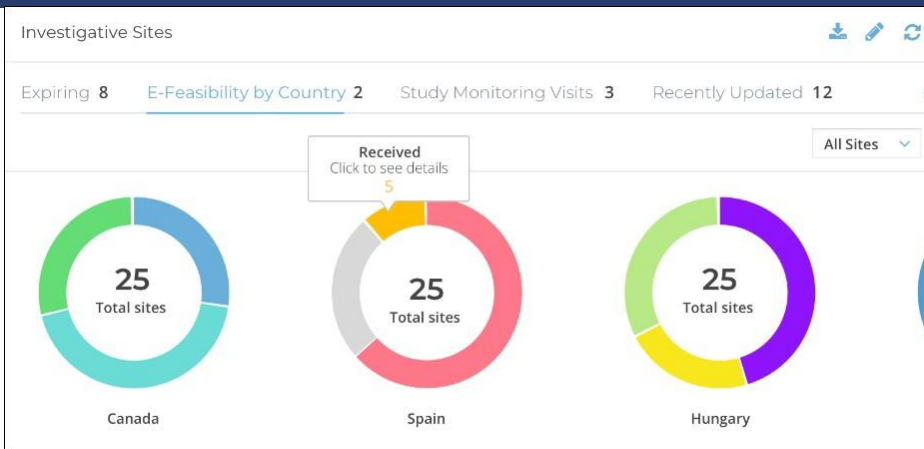 Investigative Sites
Expiring 8 E-Feasibility by Country 2 Study Monitoring Visits 3 Recently Updated 12
All Sites
Received
Click to see details
5
25
Total sites
Canada
25
Total sites
Spain
25
Total sites
Hungary